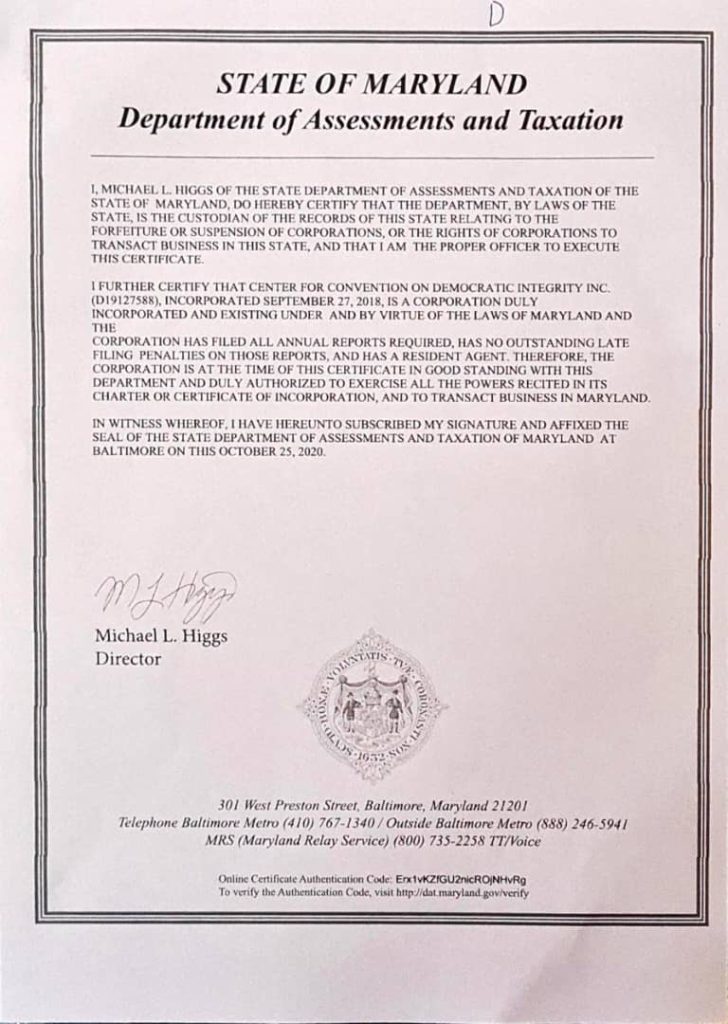 D
STATE OF MARYLAND
Department of Assessments and Taxation
I, MICHAEL L. HIGGS OF THE STATE DEPARTMENT OF ASSESSMENTS AND TAXATION OF THE
STATE OF MARYLAND, DO HEREBY CERTIFY THAT THE DEPARTMENT, BY LAWS OF THE
STATE, IS THE CUSTODIAN OF THE RECORDS OF THIS STATE RELATING TO THE
FORFEITURE OR SUSPENSION OF CORPORATIONS, OR THE RIGHTS OF CORPORATIONS TO
TRANSACT BUSINESS IN THIS STATE, AND THAT I AM THE PROPER OFFICER TO EXECUTE
THIS CERTIFICATE.
I FURTHER CERTIFY THAT CENTER FOR CONVENTION ON DEMOCRATIC INTEGRITY INC.
(D19127588), INCORPORATED SEPTEMBER 27, 2018, IS A CORPORATION DULY
INCORPORATED AND EXISTING UNDER AND BY VIRTUE OF THE LAWS OF MARYLAND AND
THE
CORPORATION HAS FILED ALL ANNUAL REPORTS REQUIRED, HAS NO OUTSTANDING LATE
FILING PENALTIES ON THOSE REPORTS, AND HAS A RESIDENT AGENT. THEREFORE, THE
CORPORATION IS AT THE TIME OF THIS CERTIFICATE IN GOOD STANDING WITH THIS
DEPARTMENT AND DULY AUTHORIZED TO EXERCISE ALL THE POWERS RECITED IN ITS
CHARTER OR CERTIFICATE OF INCORPORATION, AND TO TRANSACT BUSINESS IN MARYLAND.
IN WITNESS WHEREOF, I HAVE HEREUNTO SUBSCRIBED MY SIGNATURE AND AFFIXED THE
SEAL OF THE STATE DEPARTMENT OF ASSESSMENTS AND TAXATION OF MARYLAND AT
BALTIMORE ON THIS OCTOBER 25, 2020.
M L Higgs
Michael L. Higgs
Director
SCVTO · BONÆ · VOLVNTATIS · TVÆ · CORONASTI · NOS
· 1632 ·
301 West Preston Street, Baltimore, Maryland 21201
Telephone Baltimore Metro (410) 767-1340 / Outside Baltimore Metro (888) 246-5941
MRS (Maryland Relay Service) (800) 735-2258 TT/Voice
Online Certificate Authentication Code: Erx1vKZfGU2nicROjNHvRg
To verify the Authentication Code, visit http://dat.maryland.gov/verify